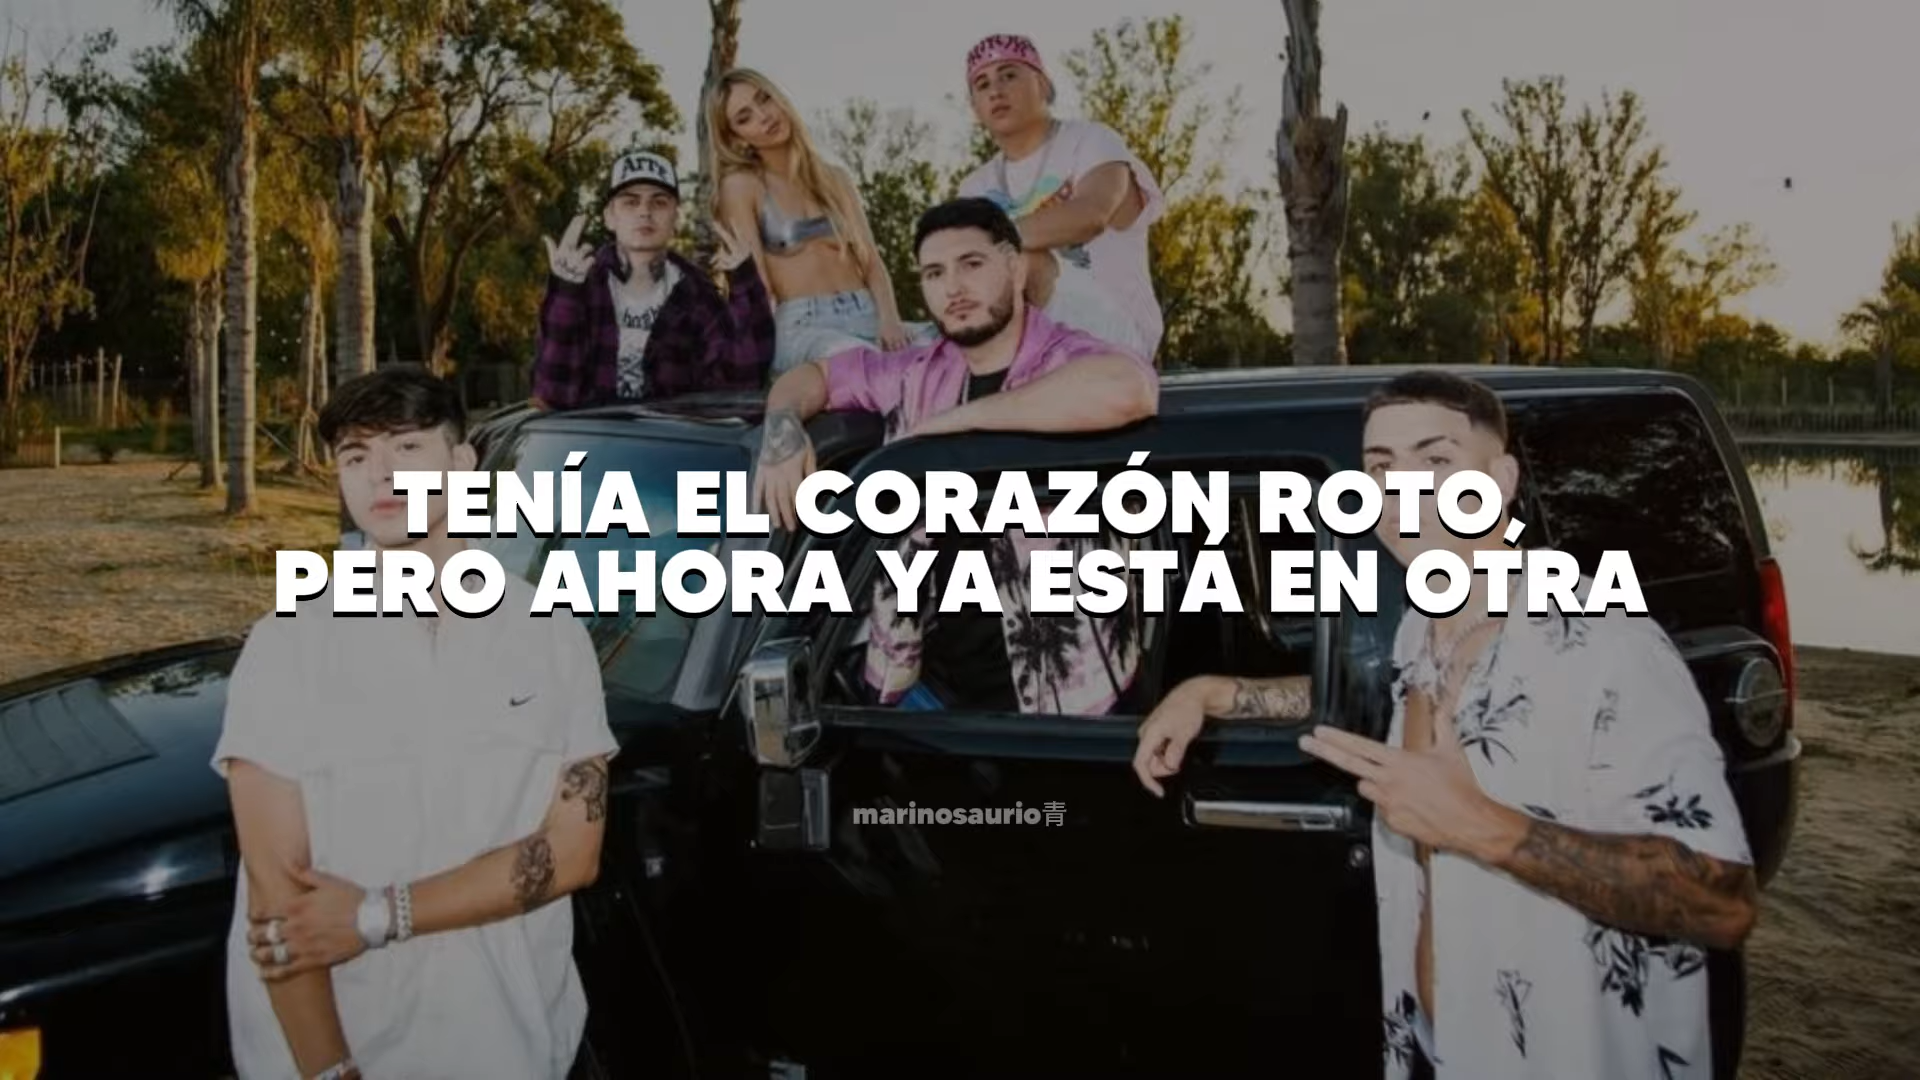 TENÍA EL CORAZÓN ROTO,
PERO AHORA YA ESTÁ EN OTRA
marinosaurio青